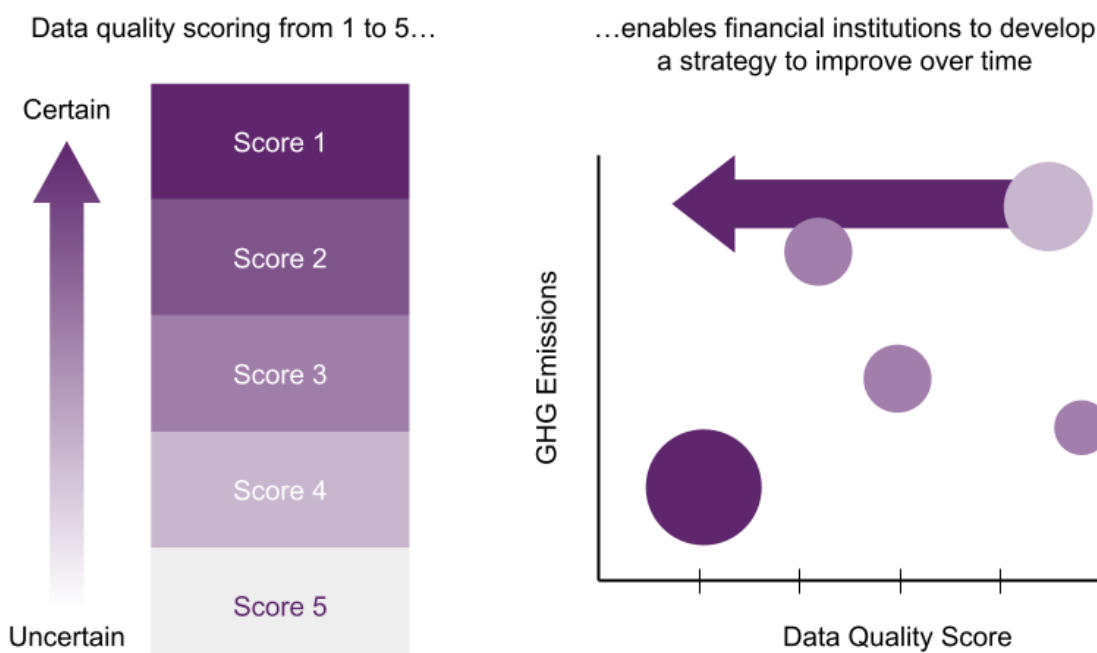 Data quality scoring from 1 to 5…
…enables financial institutions to develop
a strategy to improve over time
Certain
Score 1
Score 2
Score 3
Score 4
Score 5
Uncertain
GHG Emissions
Data Quality Score